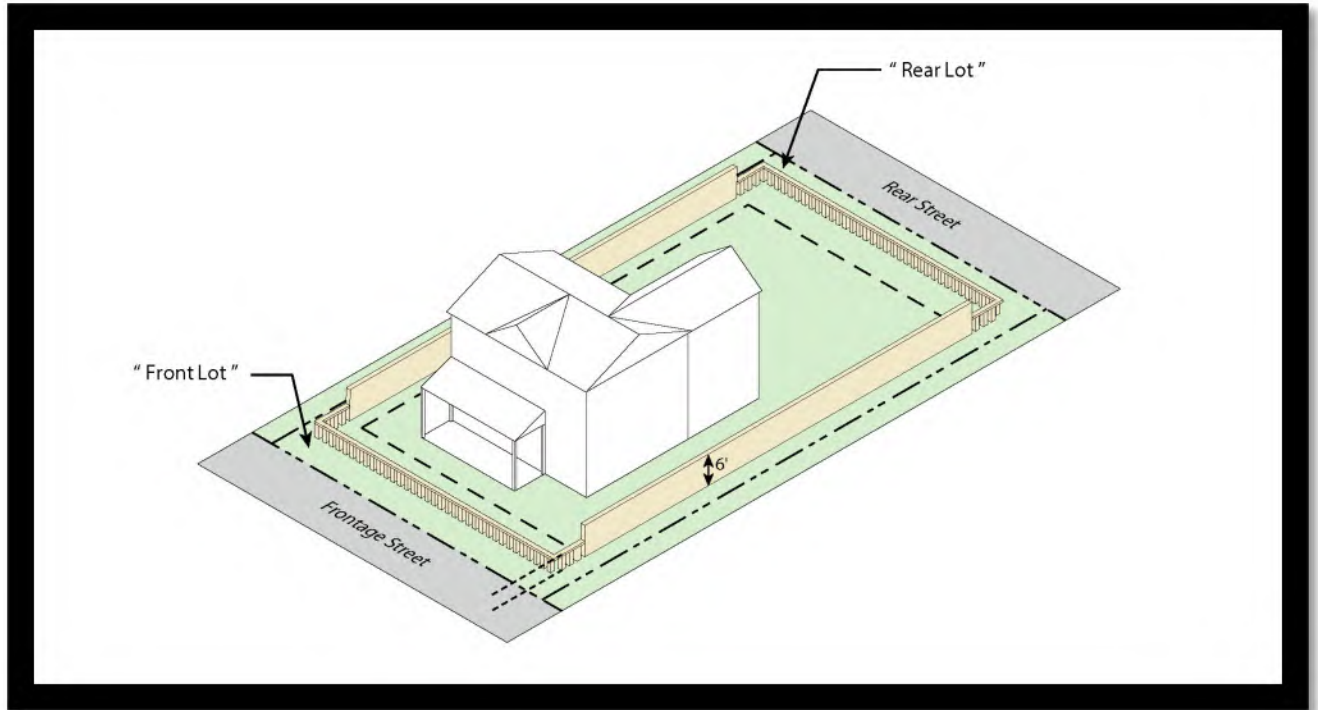 " Rear Lot "
Rear Street
" Front Lot "
6'
Frontage Street